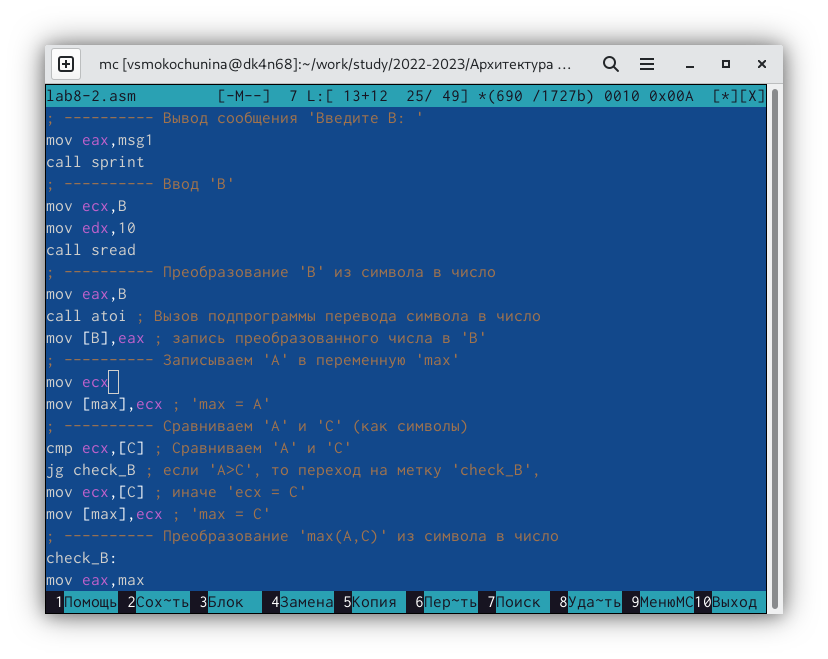 mc [vsmokochunina@dk4n68]:~/work/study/2022-2023/Архитектура ...
lab8-2.asm [-M--] 7 L:[ 13+12 25/ 49] *(690 /1727b) 0010 0x00A [*][X]
; ---------- Вывод сообщения 'Введите B: '
mov eax,msg1
call sprint
; ---------- Ввод 'B'
mov ecx,B
mov edx,10
call sread
; ---------- Преобразование 'B' из символа в число
mov eax,B
call atoi ; Вызов подпрограммы перевода символа в число
mov [B],eax ; запись преобразованного числа в 'B'
; ---------- Записываем 'A' в переменную 'max'
mov ecx
mov [max],ecx ; 'max = A'
; ---------- Сравниваем 'A' и 'С' (как символы)
cmp ecx,[C] ; Сравниваем 'A' и 'С'
jg check_B ; если 'A>C', то переход на метку 'check_B',
mov ecx,[C] ; иначе 'ecx = C'
mov [max],ecx ; 'max = C'
; ---------- Преобразование 'max(A,C)' из символа в число
check_B:
mov eax,max
1Помощь 2Сох~ть 3Блок 4Замена 5Копия 6Пер~ть 7Поиск 8Уда~ть 9МенюMC 10Выход